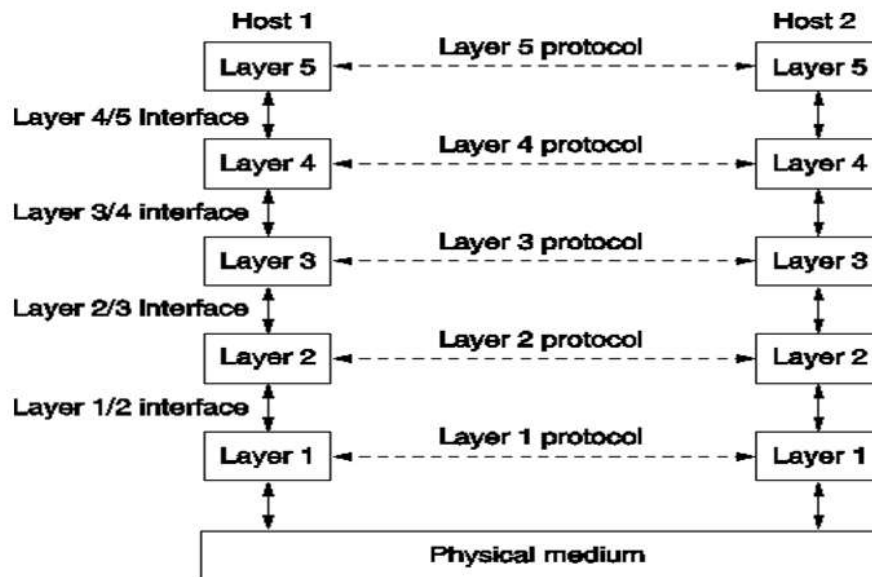 Host 1
Host 2
Layer 5 protocol
Layer 5
Layer 5
Layer 4/5 Interface
Layer 4 protocol
Layer 4
Layer 4
Layer 3/4 interface
Layer 3 protocol
Layer 3
Layer 3
Layer 2/3 Interface
Layer 2 protocol
Layer 2
Layer 2
Layer 1/2 interface
Layer 1 protocol
Layer 1
Layer 1
Physical medium